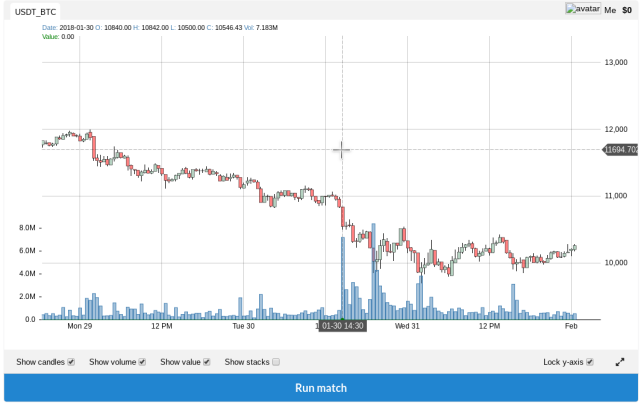 USDT_BTC
avatar Me $0
Date: 2018-01-30 O: 10840.00 H: 10842.00 L: 10500.00 C: 10546.43 Vol: 7.183M
Value: 0.00
13,000
12,000
11694.702
11,000
8.0M
6.0M
10,000
4.0M
2.0M
0.0
Mon 29 12 PM Tue 30 01-30 14:30 Wed 31 12 PM Feb
Show candles Show volume Show value Show stacks Lock y-axis
Run match